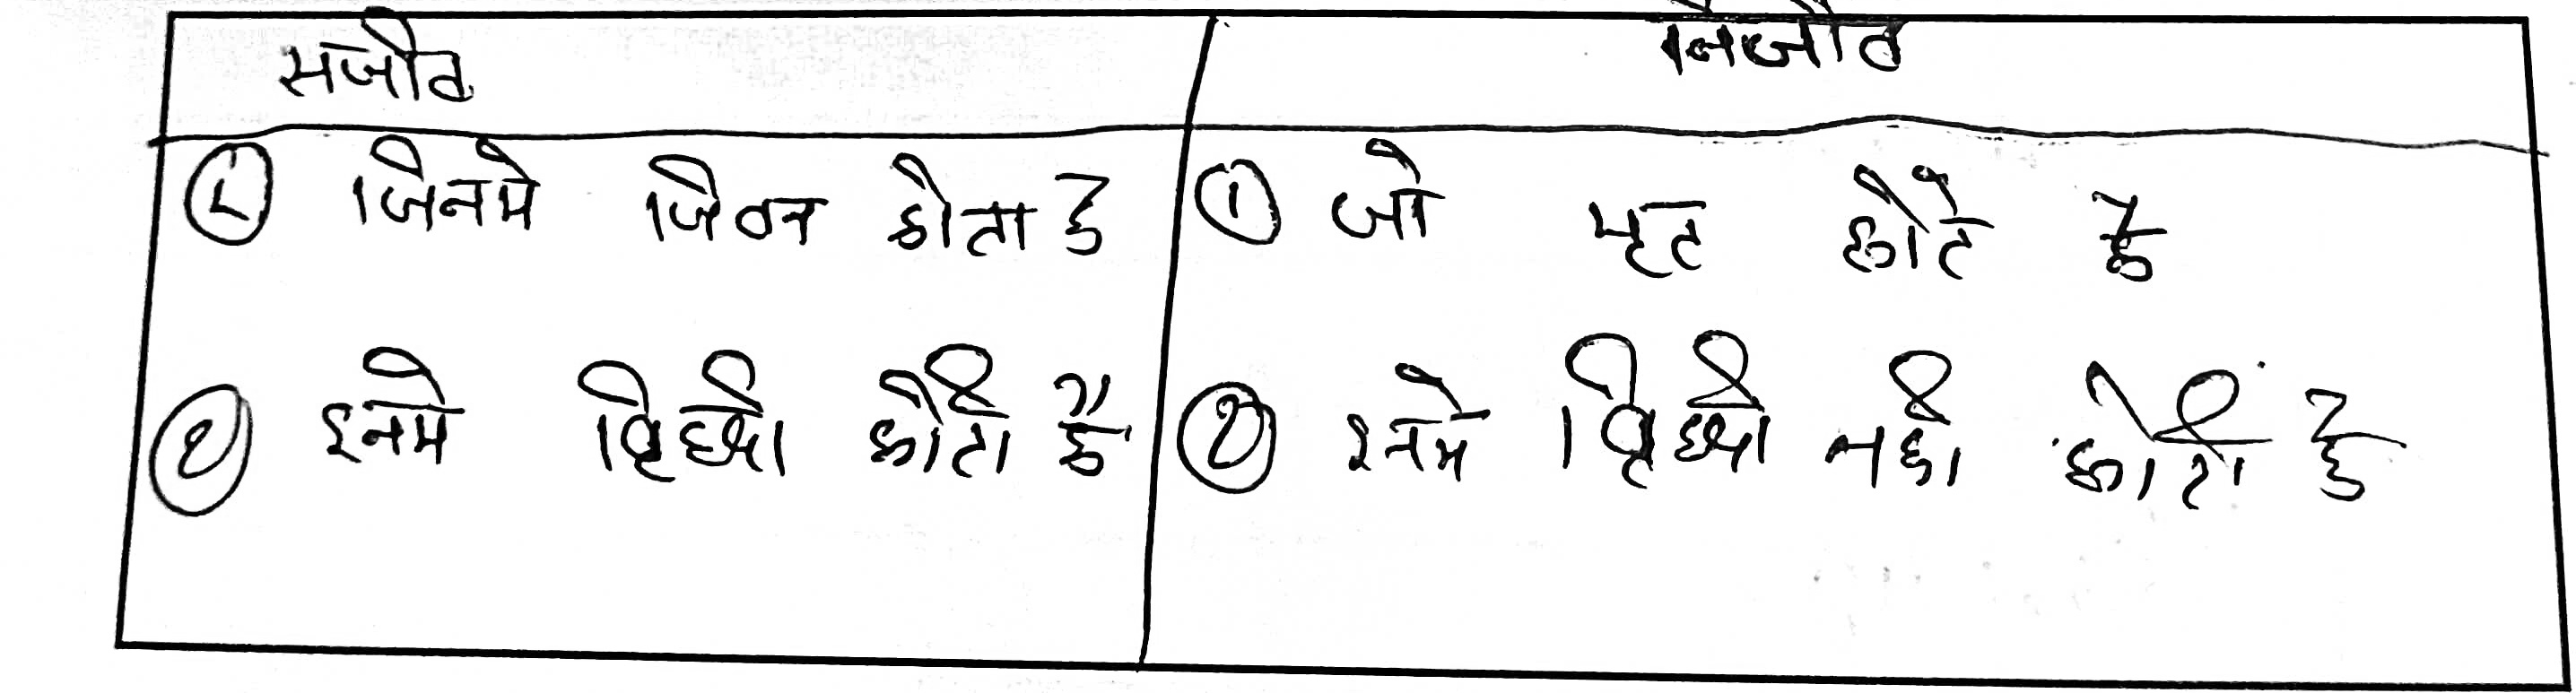 सजीव
निर्जीव
① जिनमे जिवन होता है
① जो मृत होते है
② इनमे विृध्दी होती है
② इनमे विृध्दी नही होती है